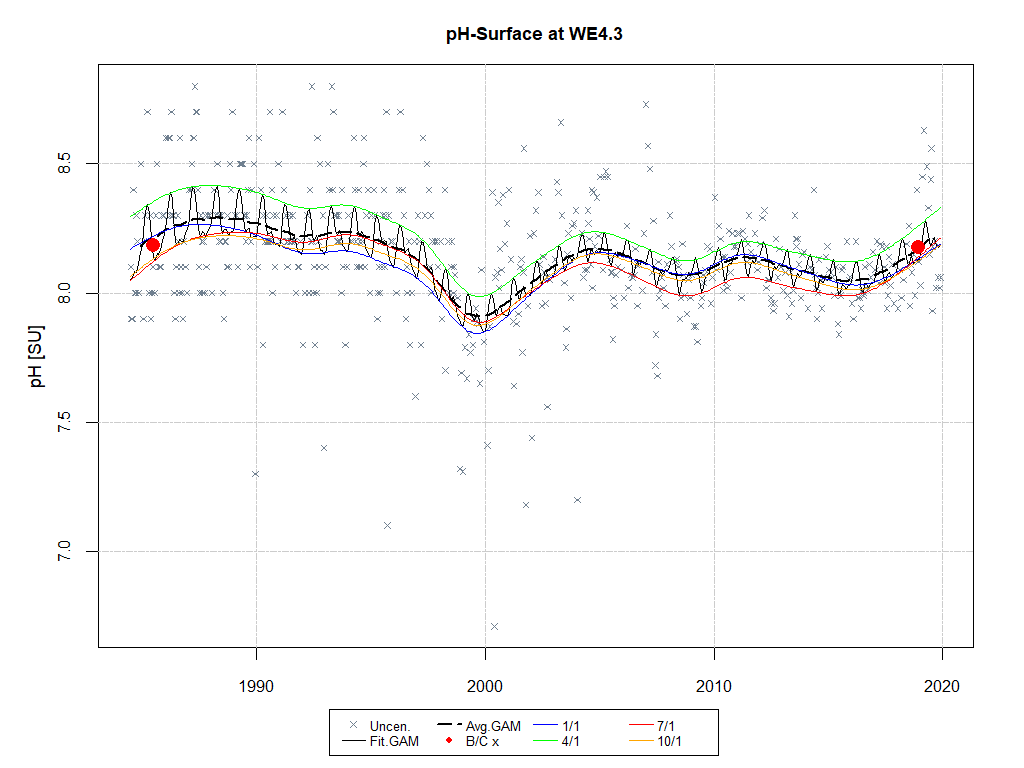 pH-Surface at WE4.3
pH [SU]
8.5
8.0
7.5
7.0
1990
2000
2010
2020
Uncen. Avg.GAM 1/1 7/1
Fit.GAM B/C x 4/1 10/1